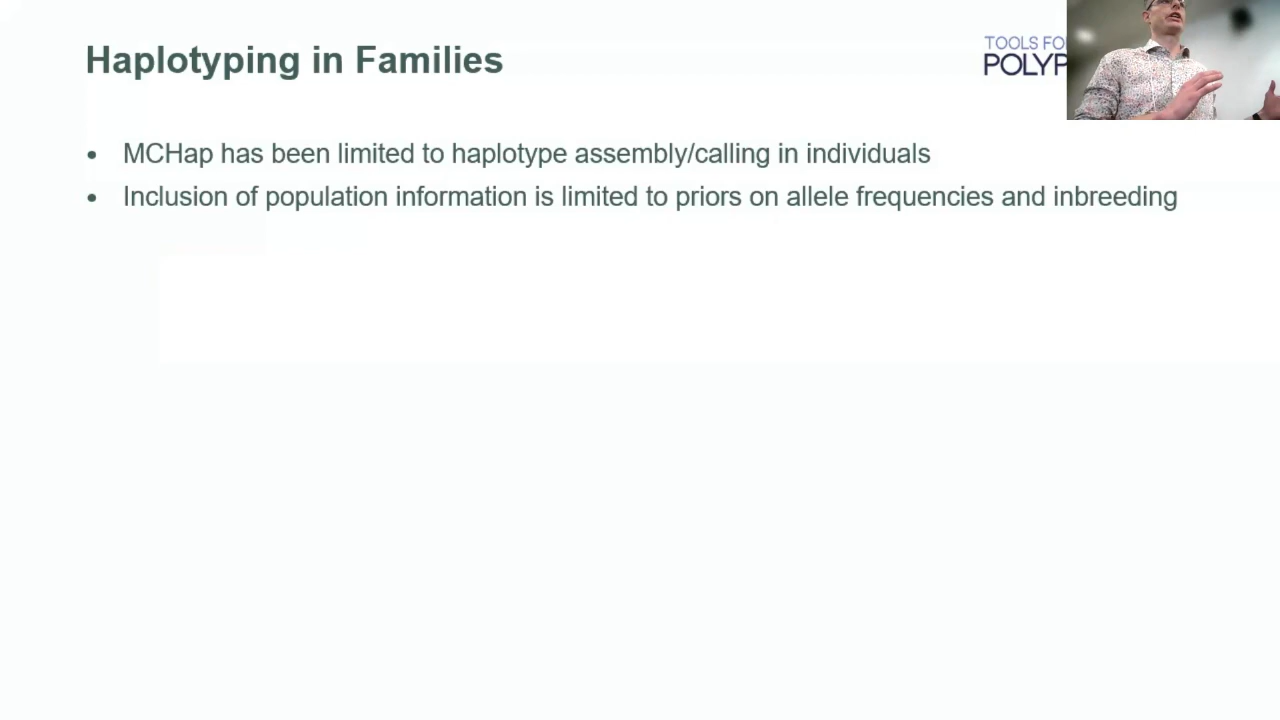 Haplotyping in Families
TOOLS FO
POLYP
• MCHap has been limited to haplotype assembly/calling in individuals
• Inclusion of population information is limited to priors on allele frequencies and inbreeding